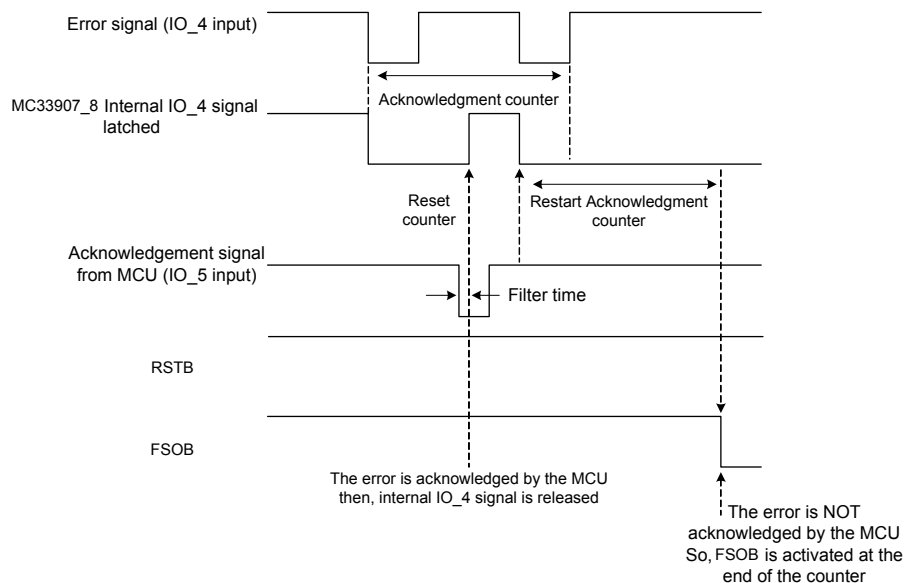 Error signal (IO_4 input)
Acknowledgment counter
MC33907_8 Internal IO_4 signal
latched
Reset
counter
Restart Acknowledgment
counter
Acknowledgement signal
from MCU (IO_5 input)
Filter time
RSTB
FSOB
The error is acknowledged by the MCU
then, internal IO_4 signal is released
The error is NOT
acknowledged by the MCU
So, FSOB is activated at the
end of the counter